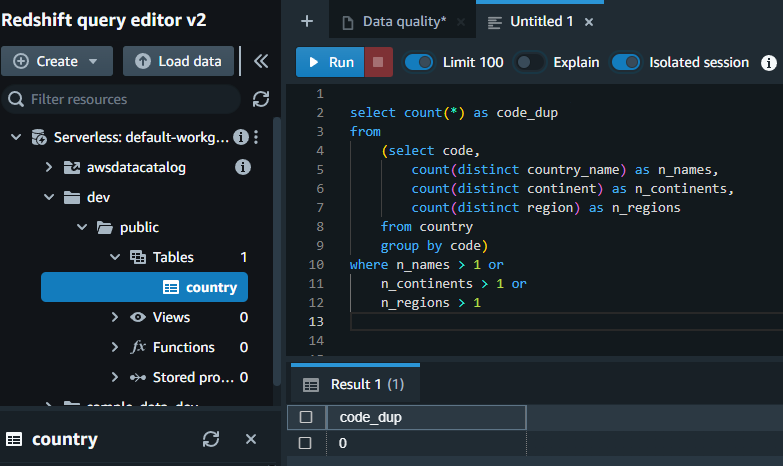 Redshift query editor v2
Create
Load data
Filter resources
Serverless: default-workg...
awsdatacatalog
dev
public
Tables 1
country
Views 0
fx Functions 0
Stored pro... 0
country
Data quality*
Untitled 1
Run
Limit 100
Explain
Isolated session
1
2 select count(*) as code_dup
3 from
4 (select code,
5 count(distinct country_name) as n_names,
6 count(distinct continent) as n_continents,
7 count(distinct region) as n_regions
8 from country
9 group by code)
10 where n_names > 1 or
11 n_continents > 1 or
12 n_regions > 1
13
14
Result 1 (1)
code_dup
0